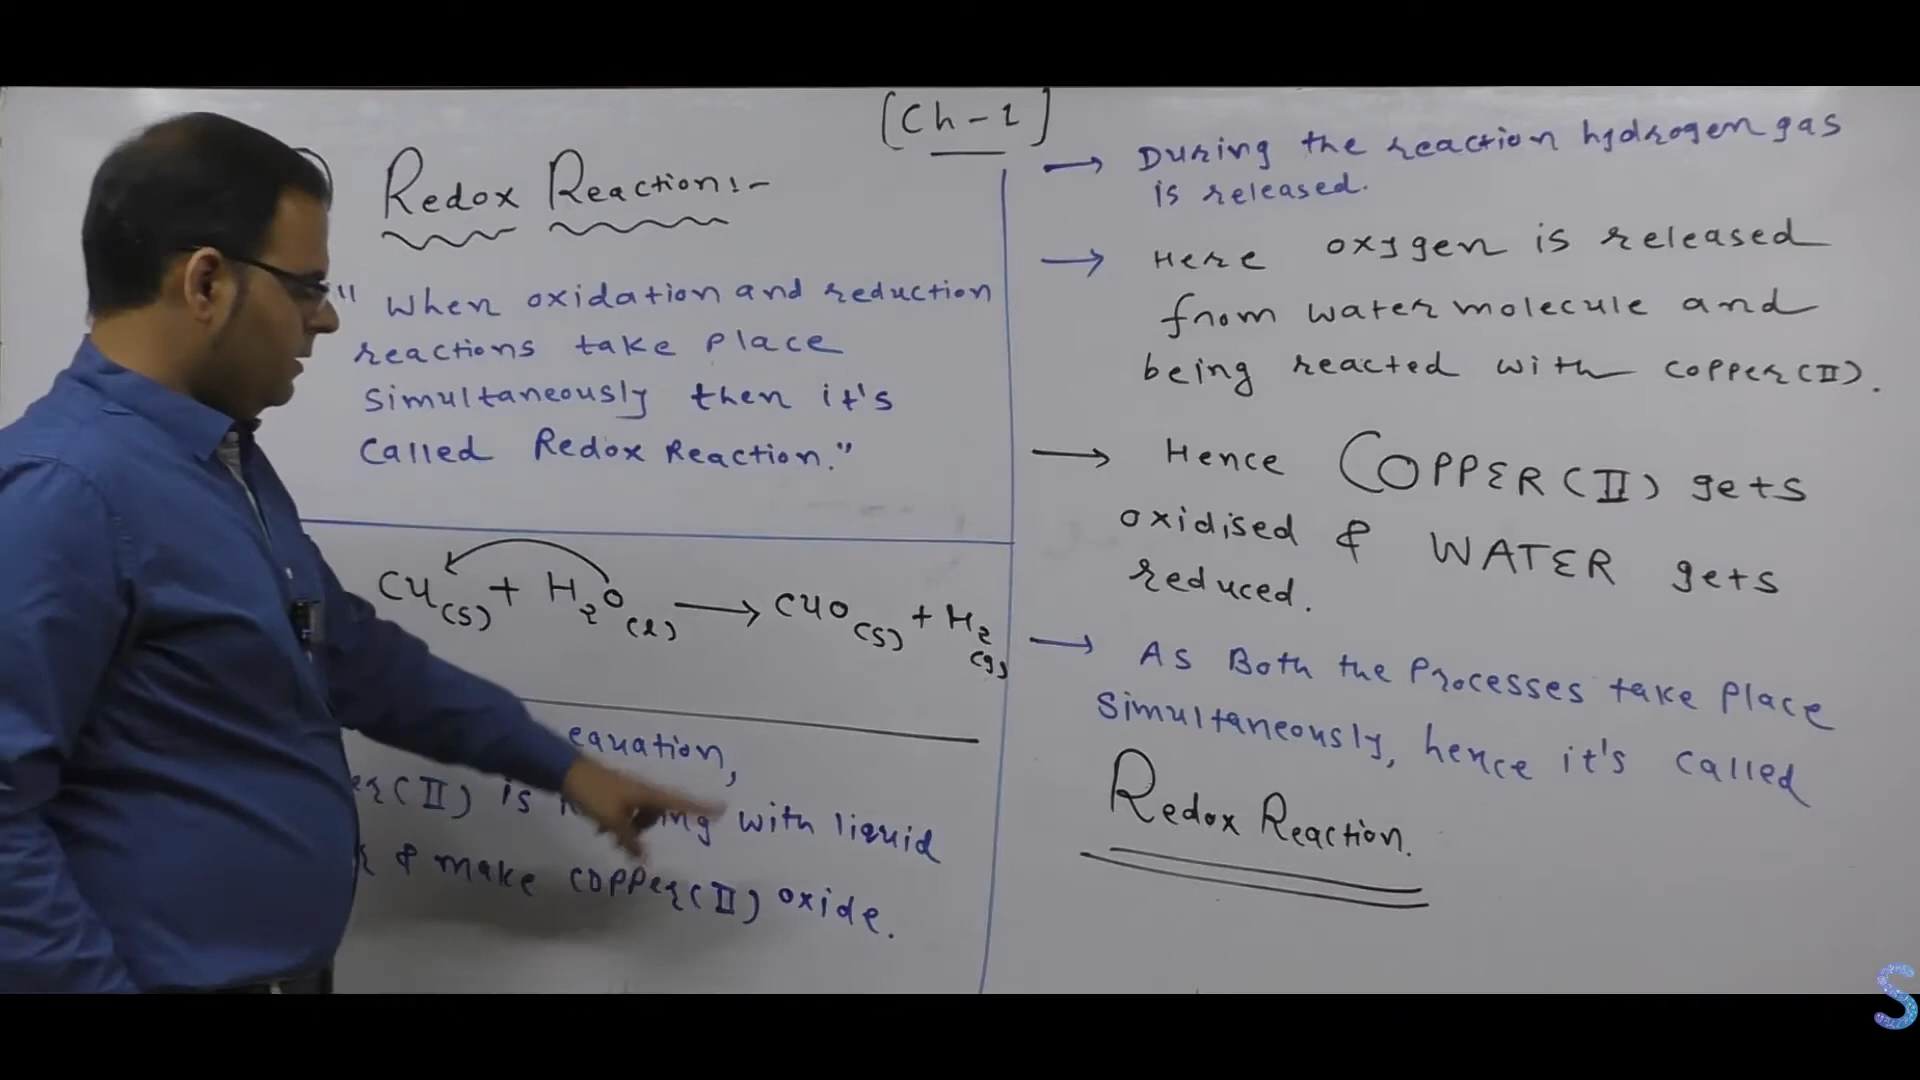 [Ch-1]
Redox Reaction:-
" When oxidation and reduction
reactions take place
simultaneously then it's
called Redox Reaction."
Cu(s) + H2O(l) → CuO(s) + H2(g)
equation,
(II) is with liquid
& make copper(II) oxide.
→ During the reaction hydrogen gas
is released.
→ Here oxygen is released
from water molecule and
being reacted with copper(II).
→ Hence COPPER(II) gets
oxidised & WATER gets
reduced.
→ As Both the Processes take place
simultaneously, hence it's called
Redox Reaction.
S